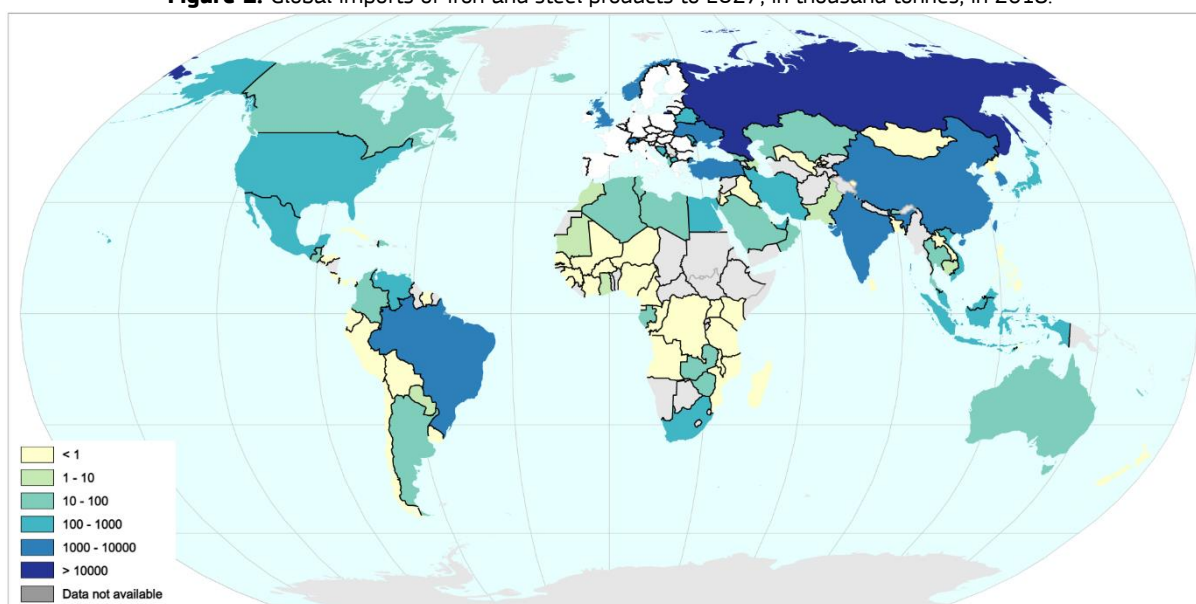 Figure 2. Global imports of iron and steel products to EU27, in thousand tonnes, in 2018.
< 1
1 - 10
10 - 100
100 - 1000
1000 - 10000
> 10000
Data not available